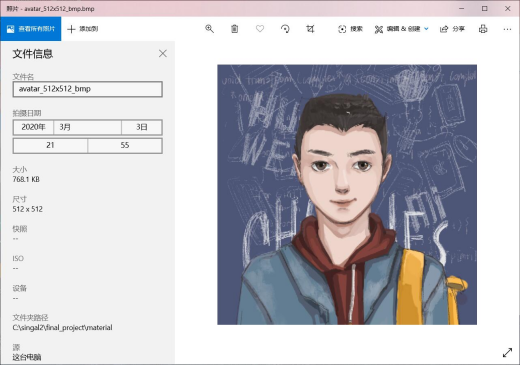 照片 - avatar_512x512_bmp.bmp
查看所有照片
添加到
搜索
编辑 & 创建
分享
文件信息
文件名
avatar_512x512_bmp
拍摄日期
2020年 3月 3日
21 55
大小
768.1 KB
尺寸
512 x 512
快照
--
ISO
--
设备
--
文件夹路径
C:\singal2\final_project\material
源
这台电脑
void transform